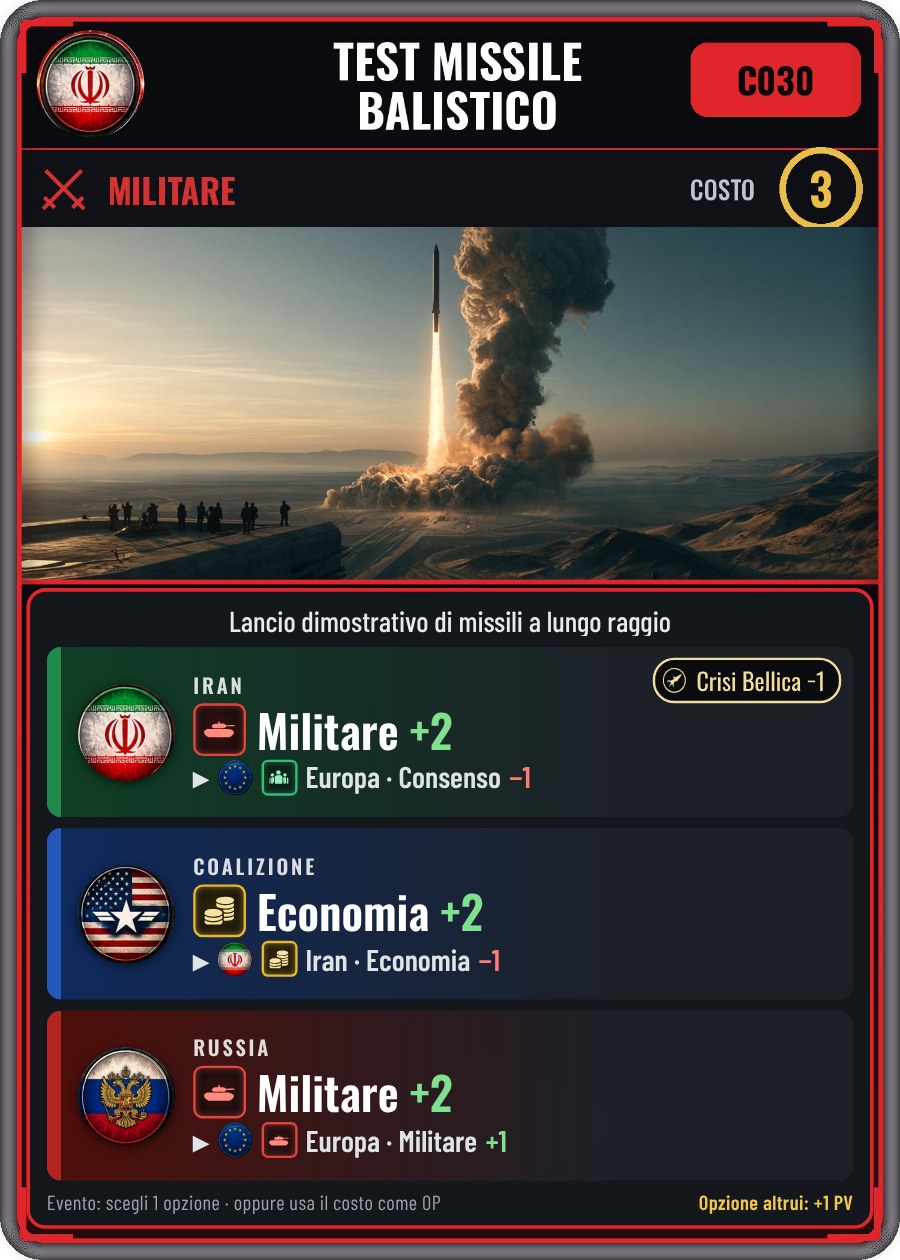 TEST MISSILE
BALISTICO
C030
MILITARE
COSTO
3
Lancio dimostrativo di missili a lungo raggio
IRAN
Crisi Bellica −1
Militare +2
▶ Europa · Consenso −1
COALIZIONE
Economia +2
▶ Iran · Economia −1
RUSSIA
Militare +2
▶ Europa · Militare +1
Evento: scegli 1 opzione · oppure usa il costo come OP
Opzione altrui: +1 PV